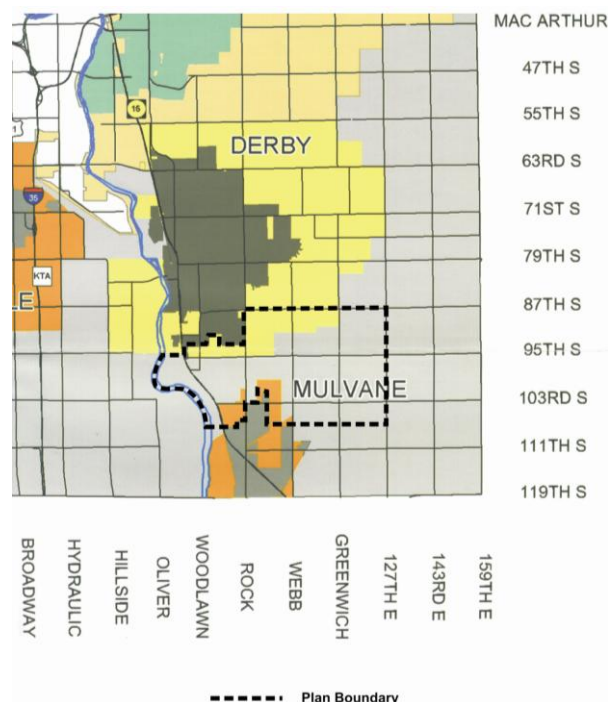 MAC ARTHUR
47TH S
16
55TH S
DERBY
63RD S
35
71ST S
79TH S
KTA
87TH S
LE
95TH S
MULVANE
103RD S
111TH S
119TH S
BROADWAY
HYDRAULIC
HILLSIDE
OLIVER
WOODLAWN
ROCK
WEBB
GREENWICH
127TH E
143RD E
159TH E
Plan Boundary